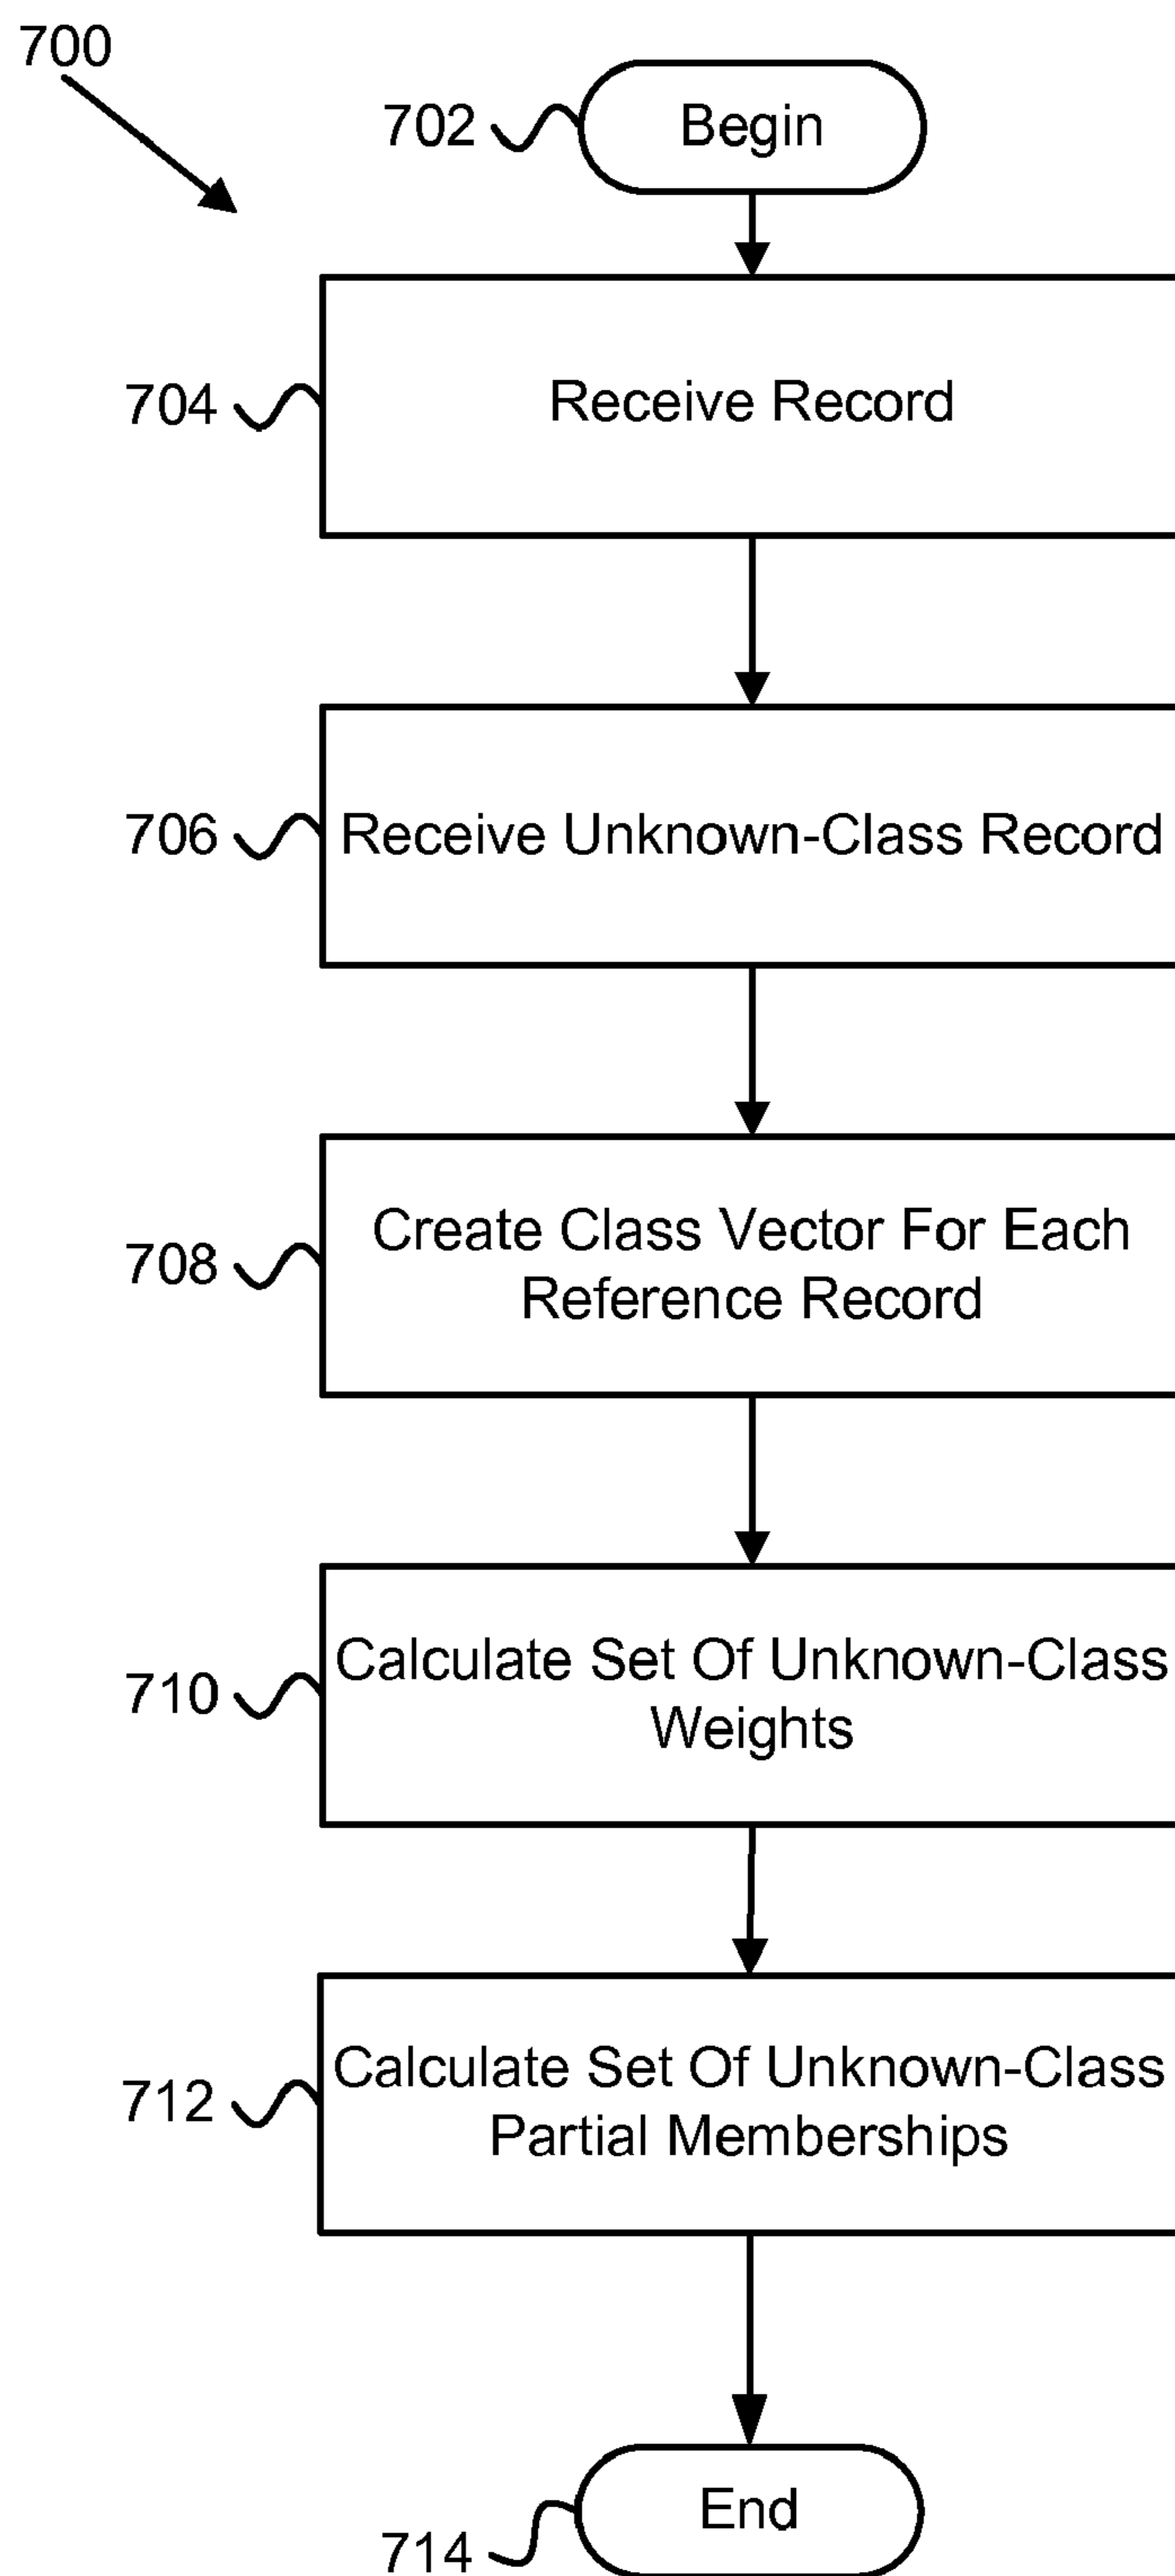 700
702
Begin
704
Receive Record
706
Receive Unknown-Class Record
708
Create Class Vector For Each
Reference Record
710
Calculate Set Of Unknown-Class
Weights
712
Calculate Set Of Unknown-Class
Partial Memberships
714
End